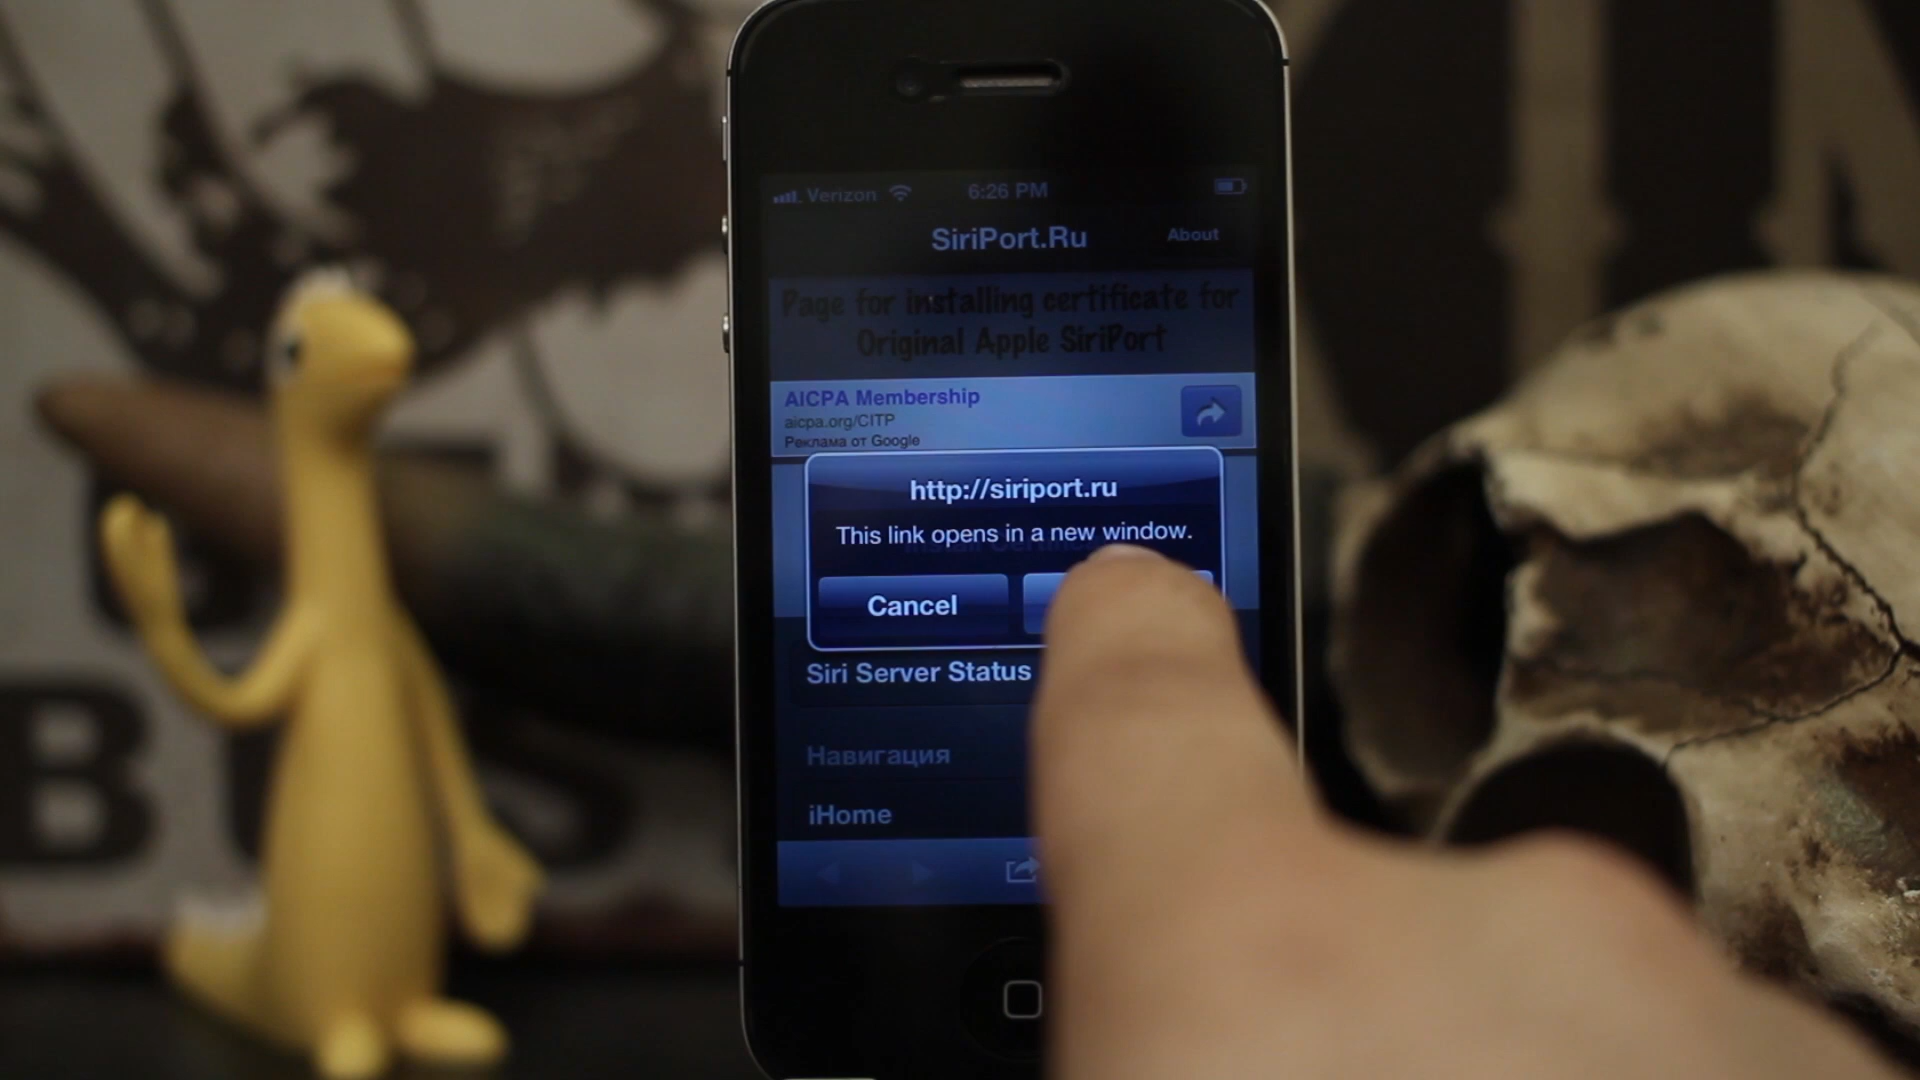 Verizon 6:26 PM
SiriPort.Ru
About
Page for installing certificate for
Original Apple SiriPort
AICPA Membership
aicpa.org/CITP
Реклама от Google
http://siriport.ru
This link opens in a new window.
Cancel
Siri Server Status
Навигация
iHome